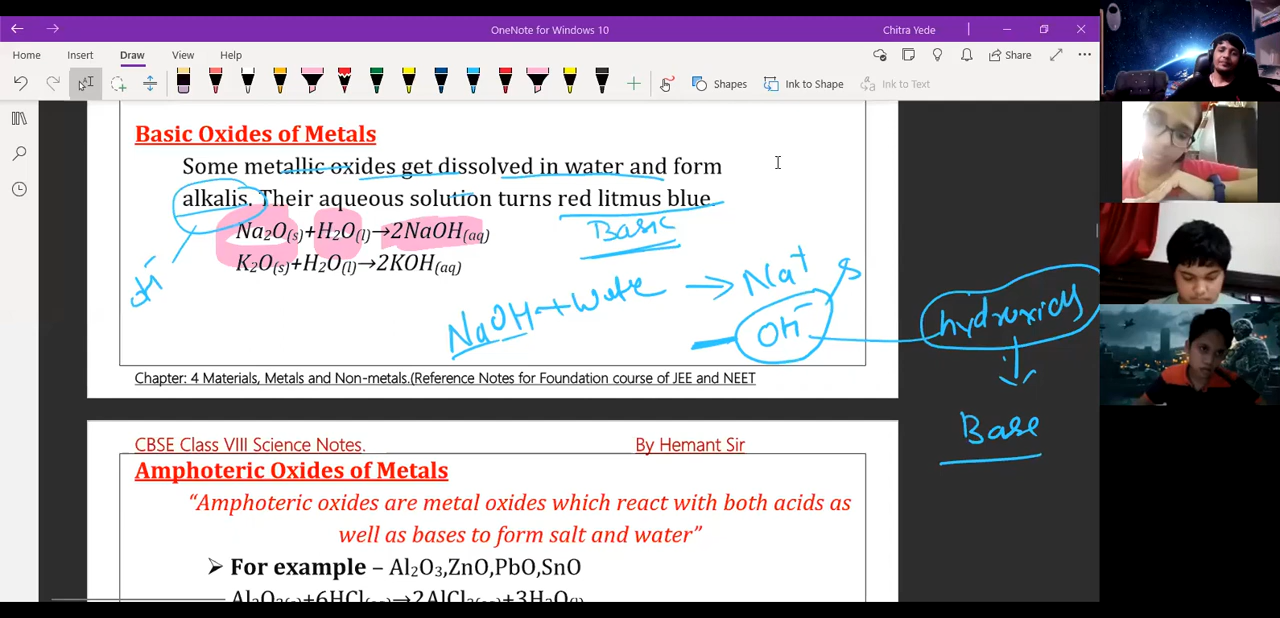 OneNote for Windows 10
Chitra Yede
Home Insert Draw View Help
Share
Shapes
Ink to Shape
Ink to Text
Basic Oxides of Metals
Some metallic oxides get dissolved in water and form
alkalis. Their aqueous solution turns red litmus blue.
Basic
Na₂O(s)+H₂O(l)→2NaOH(aq)
K₂O(s)+H₂O(l)→2KOH(aq)
OH⁻
NaOH + Water → Na⁺
OH⁻
hydroxids
Base
Chapter: 4 Materials, Metals and Non-metals.(Reference Notes for Foundation course of JEE and NEET
CBSE Class VIII Science Notes. By Hemant Sir
Amphoteric Oxides of Metals
“Amphoteric oxides are metal oxides which react with both acids as
well as bases to form salt and water”
➢ For example – Al₂O₃,ZnO,PbO,SnO